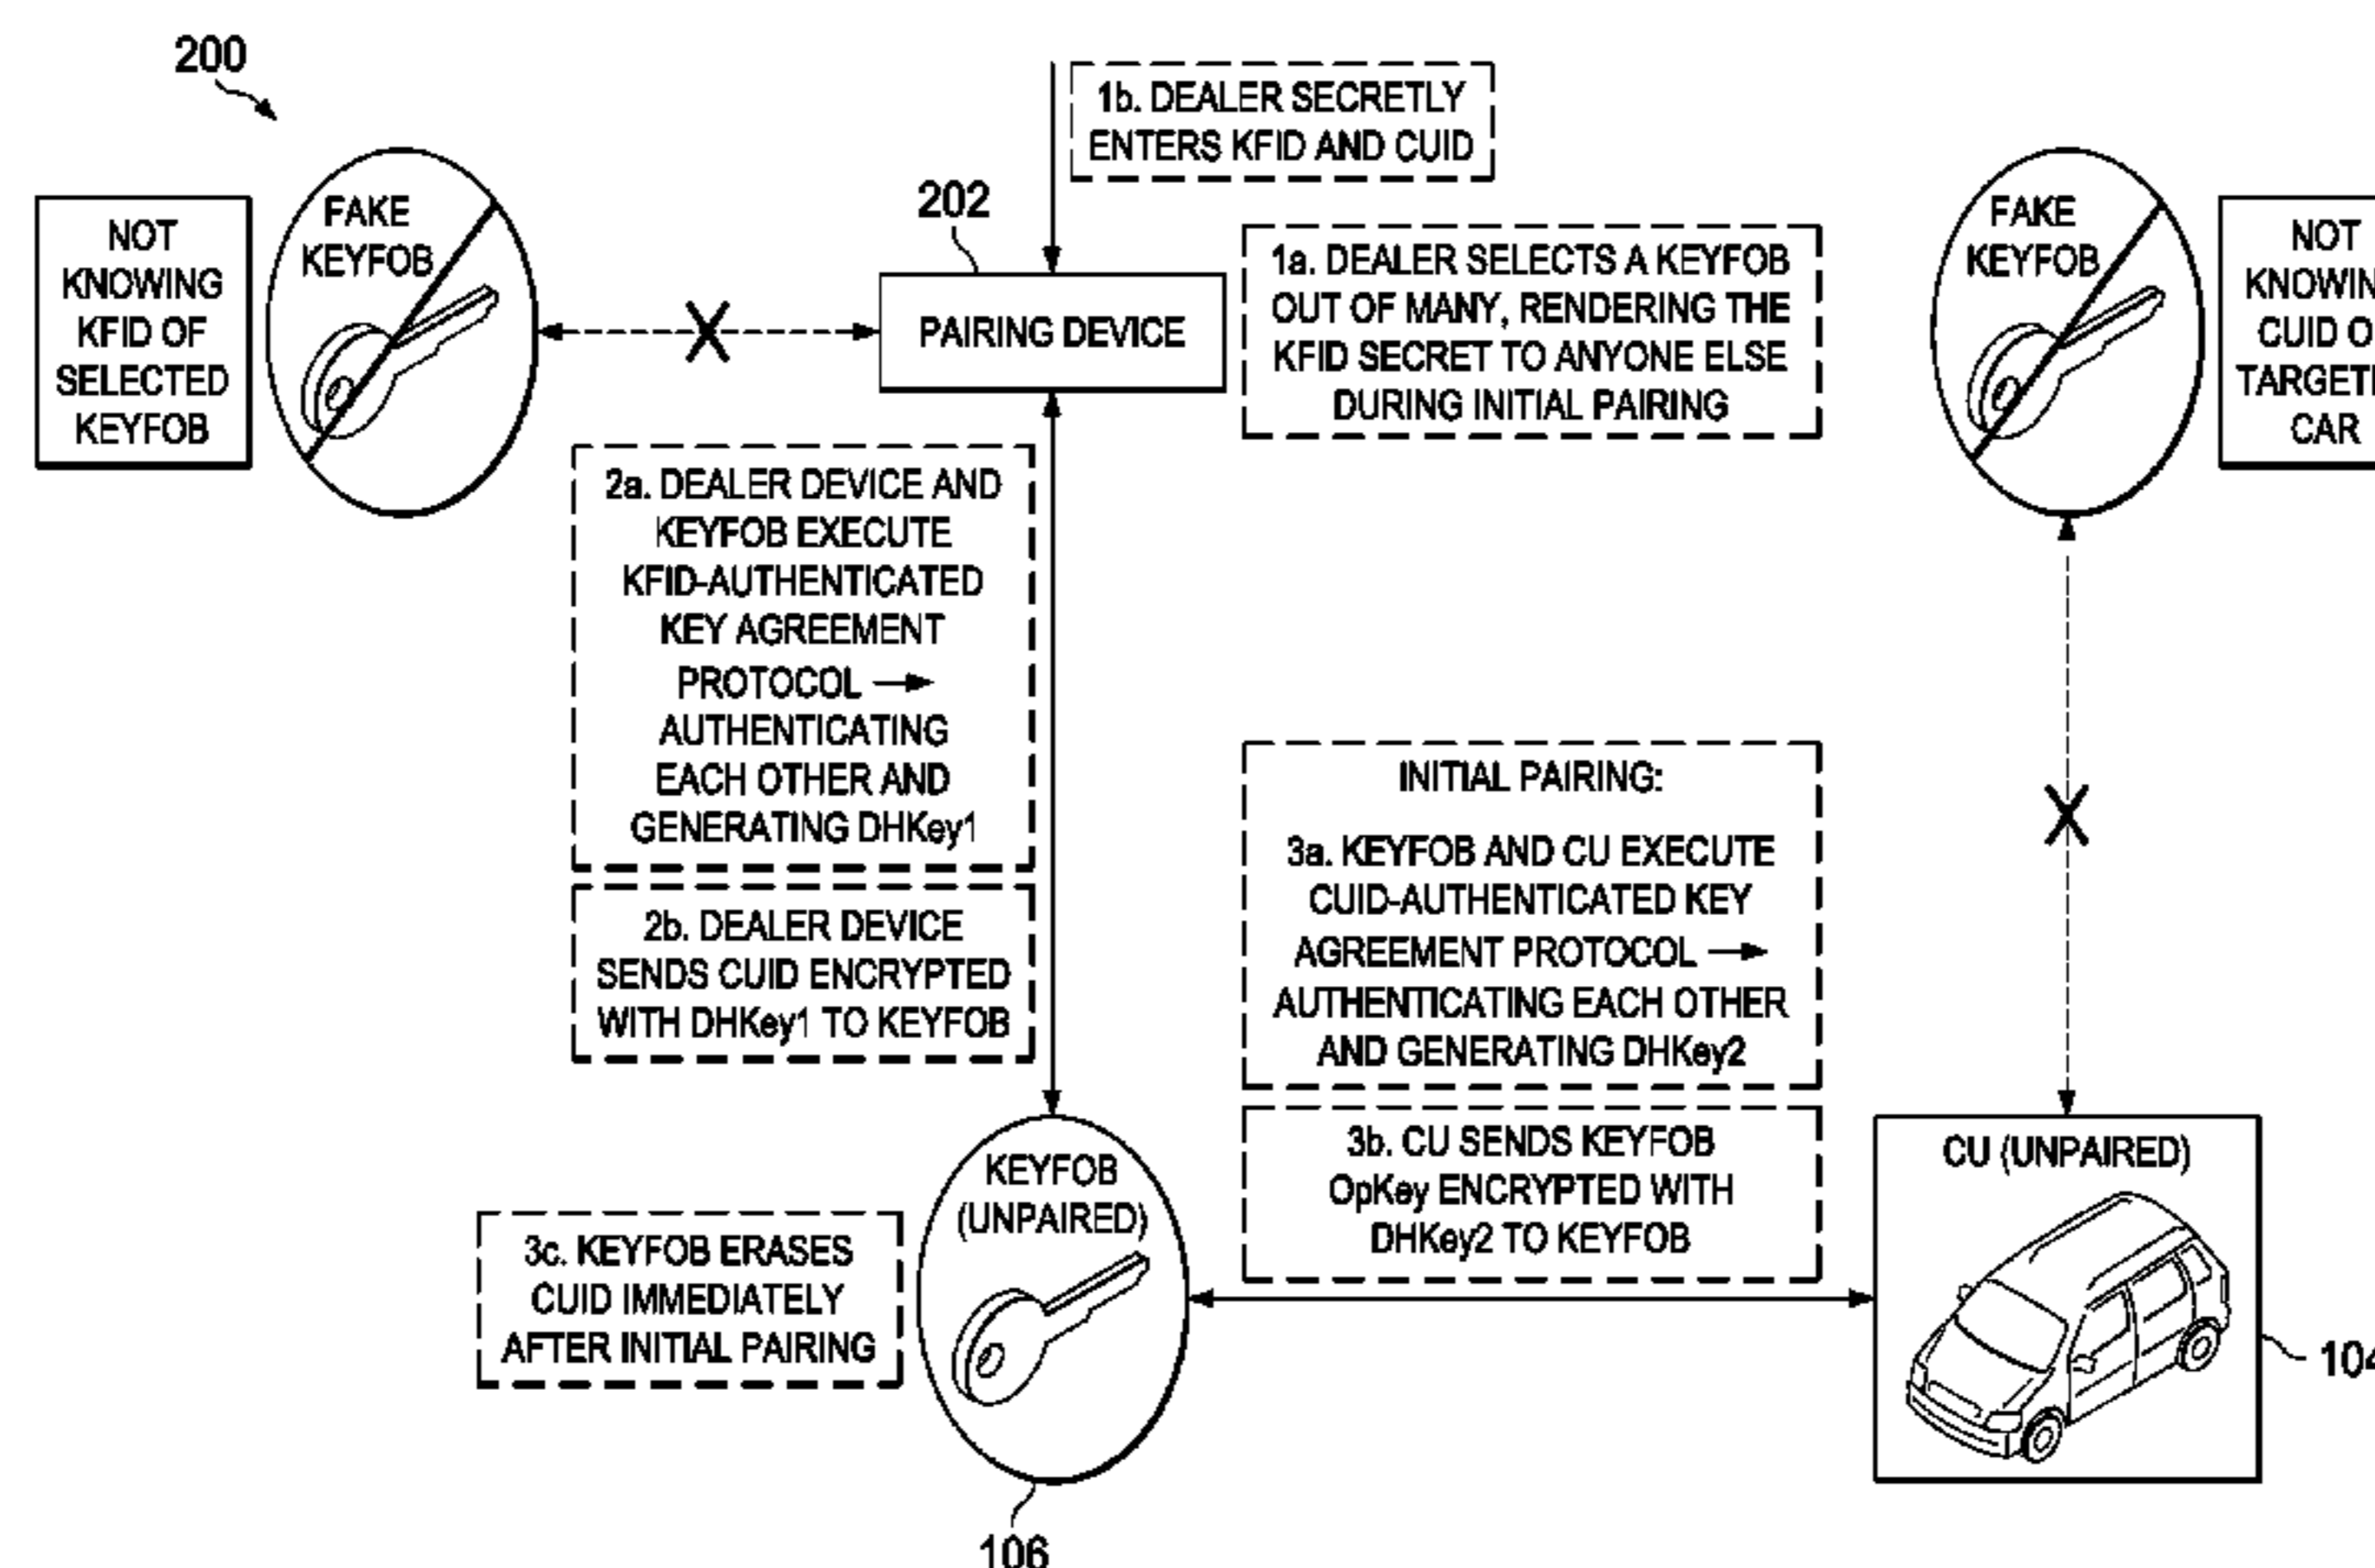 200
1b. DEALER SECRETLY
ENTERS KFID AND CUID
202
NOT
KNOWING
KFID OF
SELECTED
KEYFOB
FAKE
KEYFOB
PAIRING DEVICE
1a. DEALER SELECTS A KEYFOB
OUT OF MANY, RENDERING THE
KFID SECRET TO ANYONE ELSE
DURING INITIAL PAIRING
FAKE
KEYFOB
NOT
CUID
CAR
2a. DEALER DEVICE AND
KEYFOB EXECUTE
KFID-AUTHENTICATED
KEY AGREEMENT
PROTOCOL →
AUTHENTICATING
EACH OTHER AND
GENERATING DHKey1
2b. DEALER DEVICE
SENDS CUID ENCRYPTED
WITH DHKey1 TO KEYFOB
INITIAL PAIRING:
3a. KEYFOB AND CU EXECUTE
CUID-AUTHENTICATED KEY
AGREEMENT PROTOCOL →
AUTHENTICATING EACH OTHER
AND GENERATING DHKey2
3b. CU SENDS KEYFOB
OpKey ENCRYPTED WITH
DHKey2 TO KEYFOB
3c. KEYFOB ERASES
CUID IMMEDIATELY
AFTER INITIAL PAIRING
KEYFOB
(UNPAIRED)
CU (UNPAIRED)
104
106